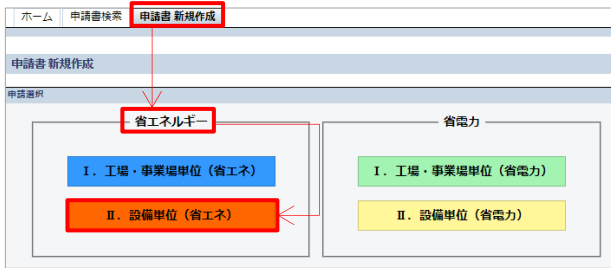 ホーム 申請書検索 申請書 新規作成
申請書 新規作成
申請選択
省エネルギー 省電力
Ⅰ．工場・事業場単位（省エネ） Ⅰ．工場・事業場単位（省電力）
Ⅱ．設備単位（省エネ） Ⅱ．設備単位（省電力）